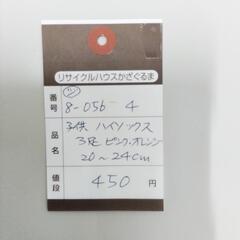 リサイクルハウスかざぐるま
番号 ツ 8-056 4
品名 子供 ハイソックス
3足 ピンク・オレンジ
20〜24cm
値段 450 円